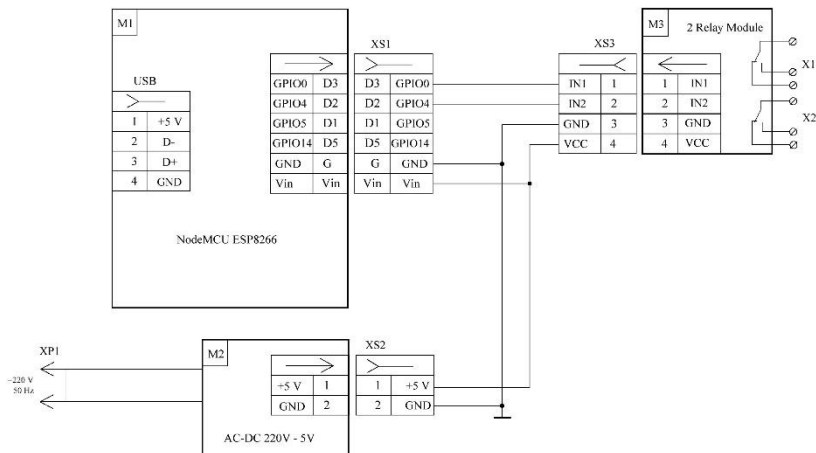 M1
USB
1 +5 V
2 D-
3 D+
4 GND
NodeMCU ESP8266
GPIO0 D3
GPIO4 D2
GPIO5 D1
GPIO14 D5
GND G
Vin Vin
XS1
D3 GPIO0
D2 GPIO4
D1 GPIO5
D5 GPIO14
G GND
Vin Vin
XS3
IN1 1
IN2 2
GND 3
VCC 4
M3 2 Relay Module
1 IN1
2 IN2
3 GND
4 VCC
X1
X2
XP1
~220 V
50 Hz
M2
+5 V 1
GND 2
AC-DC 220V - 5V
XS2
1 +5 V
2 GND